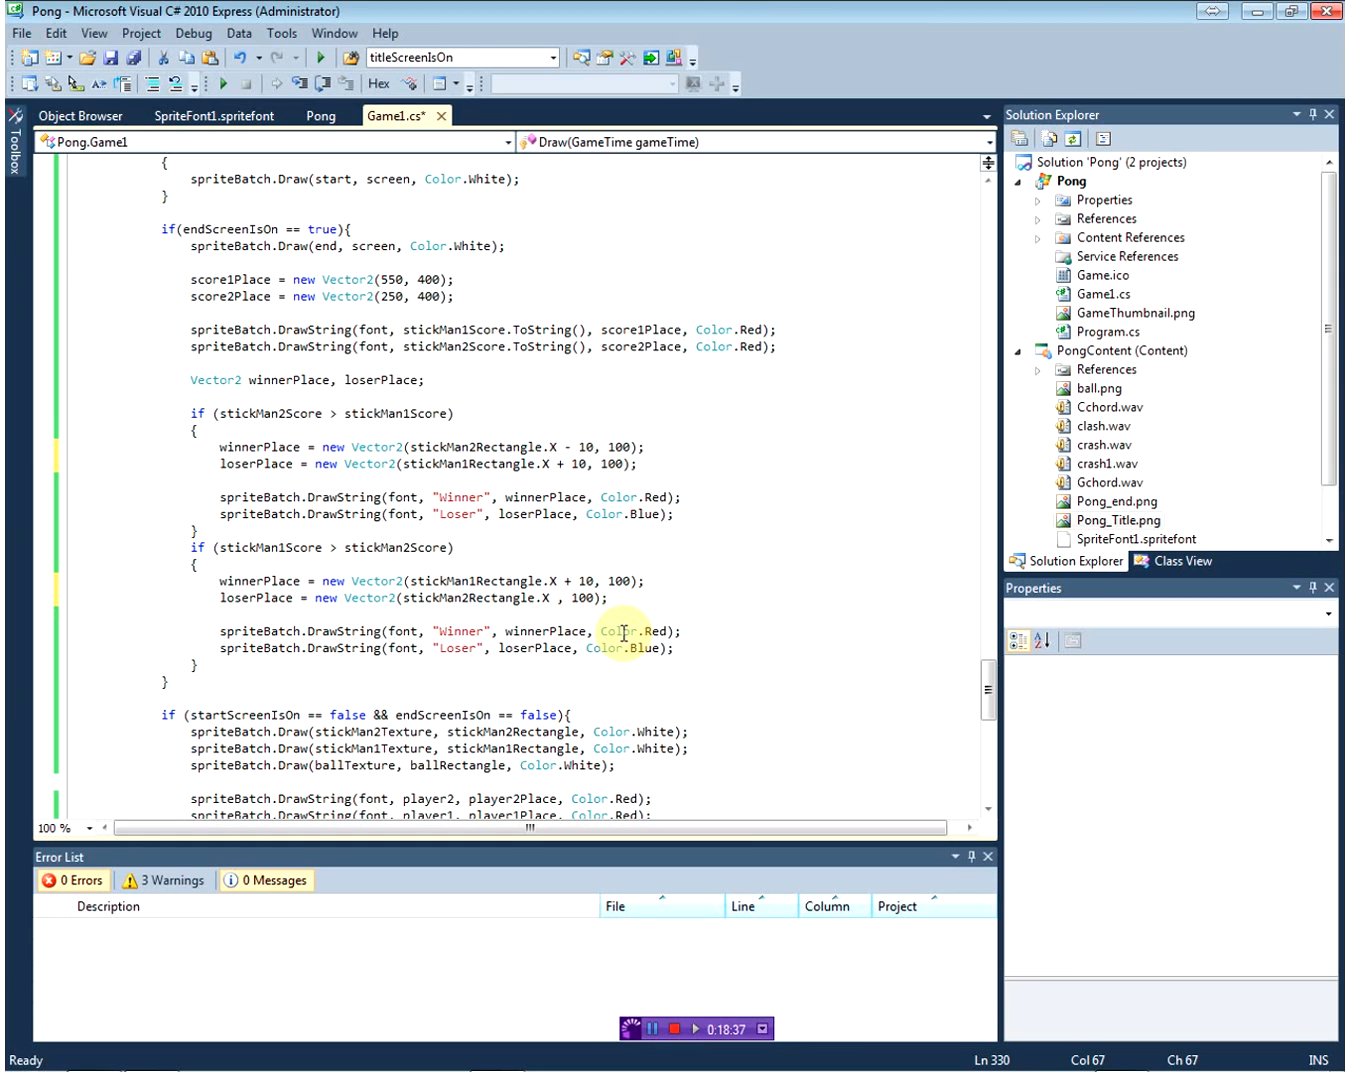 Pong - Microsoft Visual C# 2010 Express (Administrator)
File Edit View Project Debug Data Tools Window Help
titleScreenIsOn
Hex
Toolbox
Object Browser SpriteFont1.spritefont Pong Game1.cs*
Pong.Game1 Draw(GameTime gameTime)
{
spriteBatch.Draw(start, screen, Color.White);
}
if(endScreenIsOn == true){
spriteBatch.Draw(end, screen, Color.White);
score1Place = new Vector2(550, 400);
score2Place = new Vector2(250, 400);
spriteBatch.DrawString(font, stickMan1Score.ToString(), score1Place, Color.Red);
spriteBatch.DrawString(font, stickMan2Score.ToString(), score2Place, Color.Red);
Vector2 winnerPlace, loserPlace;
if (stickMan2Score > stickMan1Score)
{
winnerPlace = new Vector2(stickMan2Rectangle.X - 10, 100);
loserPlace = new Vector2(stickMan1Rectangle.X + 10, 100);
spriteBatch.DrawString(font, "Winner", winnerPlace, Color.Red);
spriteBatch.DrawString(font, "Loser", loserPlace, Color.Blue);
}
if (stickMan1Score > stickMan2Score)
{
winnerPlace = new Vector2(stickMan1Rectangle.X + 10, 100);
loserPlace = new Vector2(stickMan2Rectangle.X , 100);
spriteBatch.DrawString(font, "Winner", winnerPlace, Color.Red);
spriteBatch.DrawString(font, "Loser", loserPlace, Color.Blue);
}
}
if (startScreenIsOn == false && endScreenIsOn == false){
spriteBatch.Draw(stickMan2Texture, stickMan2Rectangle, Color.White);
spriteBatch.Draw(stickMan1Texture, stickMan1Rectangle, Color.White);
spriteBatch.Draw(ballTexture, ballRectangle, Color.White);
spriteBatch.DrawString(font, player2, player2Place, Color.Red);
spriteBatch.DrawString(font, player1, player1Place, Color.Red);
100 %
Solution Explorer
Solution 'Pong' (2 projects)
Pong
Properties
References
Content References
Service References
Game.ico
Game1.cs
GameThumbnail.png
Program.cs
PongContent (Content)
References
ball.png
Cchord.wav
clash.wav
crash.wav
crash1.wav
Gchord.wav
Pong_end.png
Pong_Title.png
SpriteFont1.spritefont
Solution Explorer Class View
Properties
Error List
0 Errors 3 Warnings 0 Messages
Description File Line Column Project
0:18:37
Ready Ln 330 Col 67 Ch 67 INS